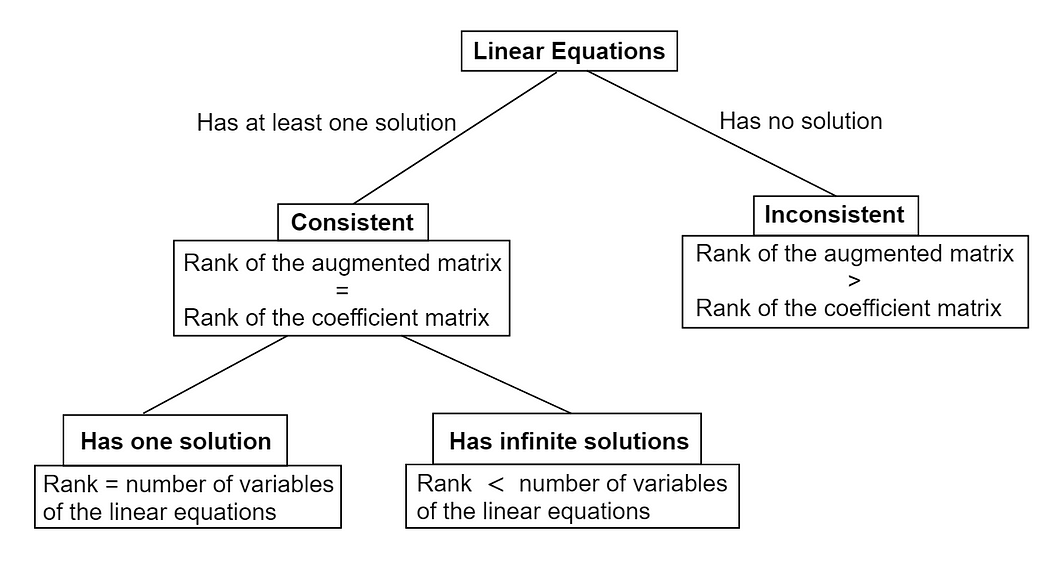 Linear Equations
Has at least one solution
Has no solution
Consistent
Rank of the augmented matrix
=
Rank of the coefficient matrix
Inconsistent
Rank of the augmented matrix
>
Rank of the coefficient matrix
Has one solution
Rank = number of variables
of the linear equations
Has infinite solutions
Rank < number of variables
of the linear equations